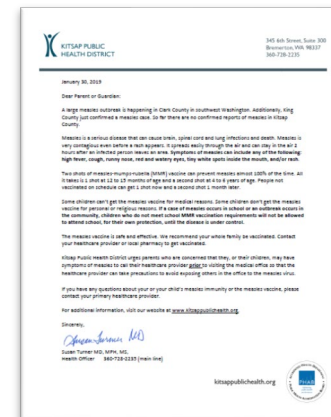 KITSAP PUBLIC
HEALTH DISTRICT
345 6th Street, Suite 300
Bremerton, WA 98337
360-728-2235
January 30, 2019
Dear Parent or Guardian:
A large measles outbreak is happening in Clark County in southwest Washington. Additionally, King
County just confirmed a measles case. So far there are no confirmed reports of measles in Kitsap
County.
Measles is a serious disease that can cause brain, spinal cord and lung infections and death. Measles is
very contagious even before a rash appears. It spreads easily through the air and can stay in the air 2
hours after an infected person leaves an area. Symptoms of measles can include any of the following:
high fever, cough, runny nose, red and watery eyes, tiny white spots inside the mouth, and/or rash.
Two shots of measles-mumps-rubella (MMR) vaccine can prevent measles almost 100% of the time. All
it takes is 1 shot at 12 to 15 months of age and a second shot at 4 to 6 years of age. People not
vaccinated on schedule can get 1 shot now and a second shot 1 month later.
Some children can't get the measles vaccine for medical reasons. Some children don't get the measles
vaccine for personal or religious reasons. If a case of measles occurs in school or an outbreak occurs in
the community, children who do not meet school MMR vaccination requirements will not be allowed
to attend school, for their own protection, until the disease is under control.
The measles vaccine is safe and effective. We recommend your whole family be vaccinated. Contact
your healthcare provider or local pharmacy to get vaccinated.
Kitsap Public Health District urges parents who are concerned that they, or their children, may have
symptoms of measles to call their healthcare provider prior to visiting the medical office so that the
healthcare provider can take precautions to avoid exposing others in the office to the measles virus.
If you have any questions about your or your child's measles immunity or the measles vaccine, please
contact your primary healthcare provider.
For additional information, visit our website at www.kitsappublichealth.org.
Sincerely,
Susan Turner MD
Susan Turner MD, MPH, MS,
Health Officer 360-728-2235 (main line)
kitsappublichealth.org
PHAB